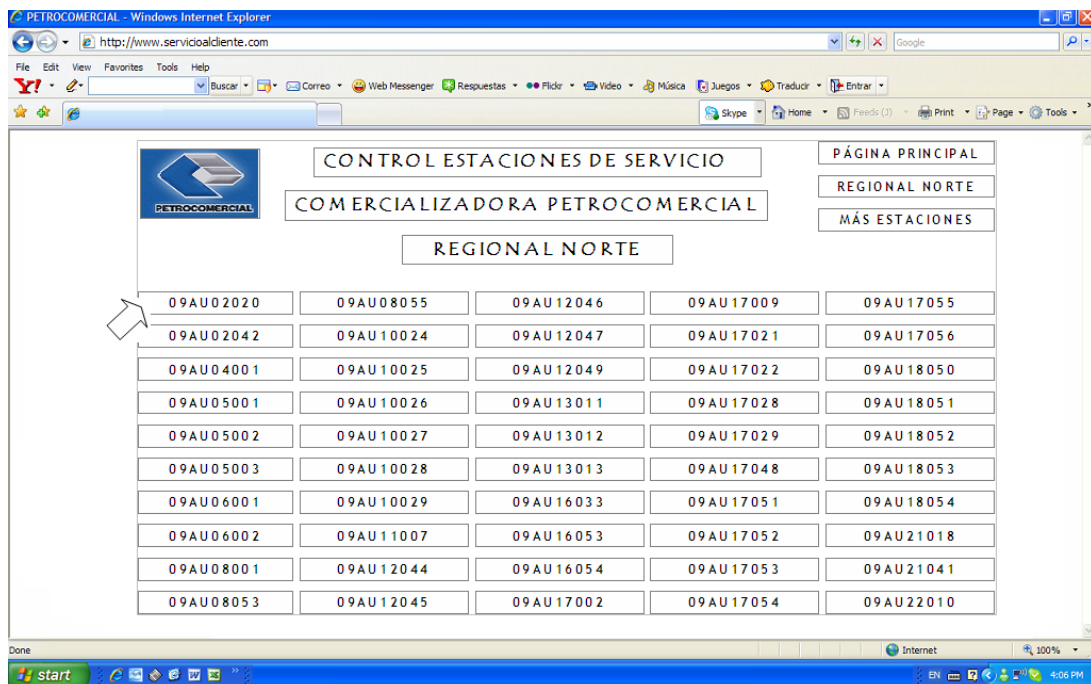 PETROCOMERCIAL - Windows Internet Explorer
http://www.servicioalcliente.com Google
File Edit View Favorites Tools Help
Y! Buscar Correo Web Messenger Respuestas Flickr Video Música Juegos Traducir Entrar
Skype Home Feeds (J) Print Page Tools
PETROCOMERCIAL
CONTROL ESTACIONES DE SERVICIO
COMERCIALIZADORA PETROCOMERCIAL
REGIONAL NORTE
PÁGINA PRINCIPAL
REGIONAL NORTE
MÁS ESTACIONES
09AU02020 09AU08055 09AU12046 09AU17009 09AU17055
09AU02042 09AU10024 09AU12047 09AU17021 09AU17056
09AU04001 09AU10025 09AU12049 09AU17022 09AU18050
09AU05001 09AU10026 09AU13011 09AU17028 09AU18051
09AU05002 09AU10027 09AU13012 09AU17029 09AU18052
09AU05003 09AU10028 09AU13013 09AU17048 09AU18053
09AU06001 09AU10029 09AU16033 09AU17051 09AU18054
09AU06002 09AU11007 09AU16053 09AU17052 09AU21018
09AU08001 09AU12044 09AU16054 09AU17053 09AU21041
09AU08053 09AU12045 09AU17002 09AU17054 09AU22010
Done Internet 100%
start EN 4:06 PM